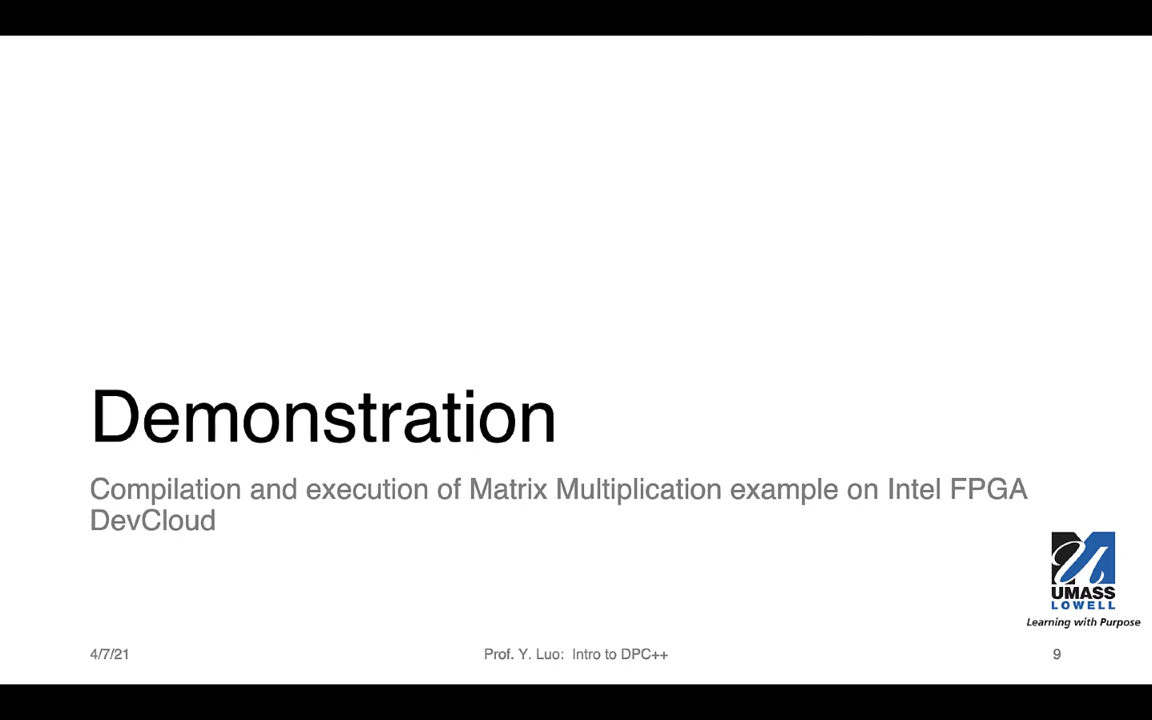 Demonstration
Compilation and execution of Matrix Multiplication example on Intel FPGA
DevCloud
UMASS
LOWELL
Learning with Purpose
4/7/21
Prof. Y. Luo: Intro to DPC++
9